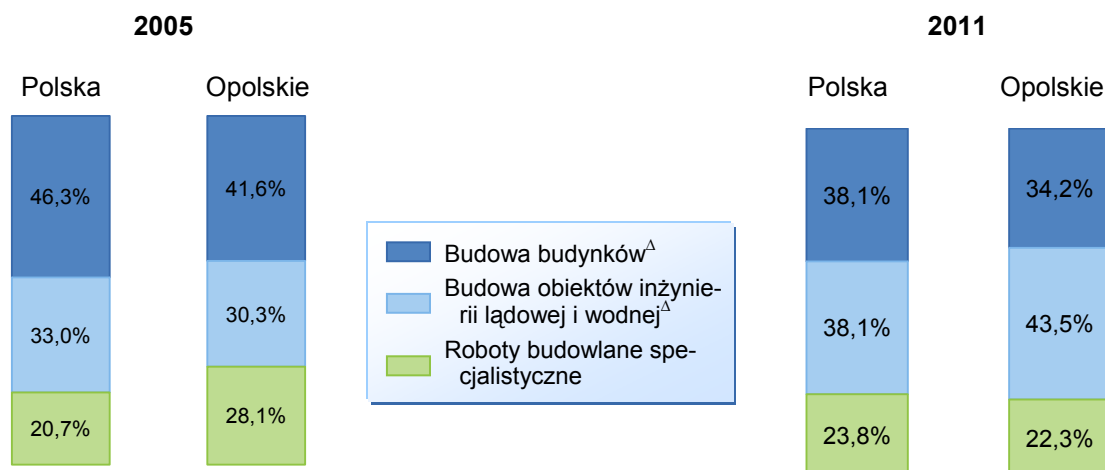 2005
2011
Polska
Opolskie
Polska
Opolskie
46,3%
41,6%
38,1%
34,2%
33,0%
30,3%
38,1%
43,5%
20,7%
28,1%
23,8%
22,3%
Budowa budynków^Δ
Budowa obiektów inżynie-
rii lądowej i wodnej^Δ
Roboty budowlane spe-
cjalistyczne